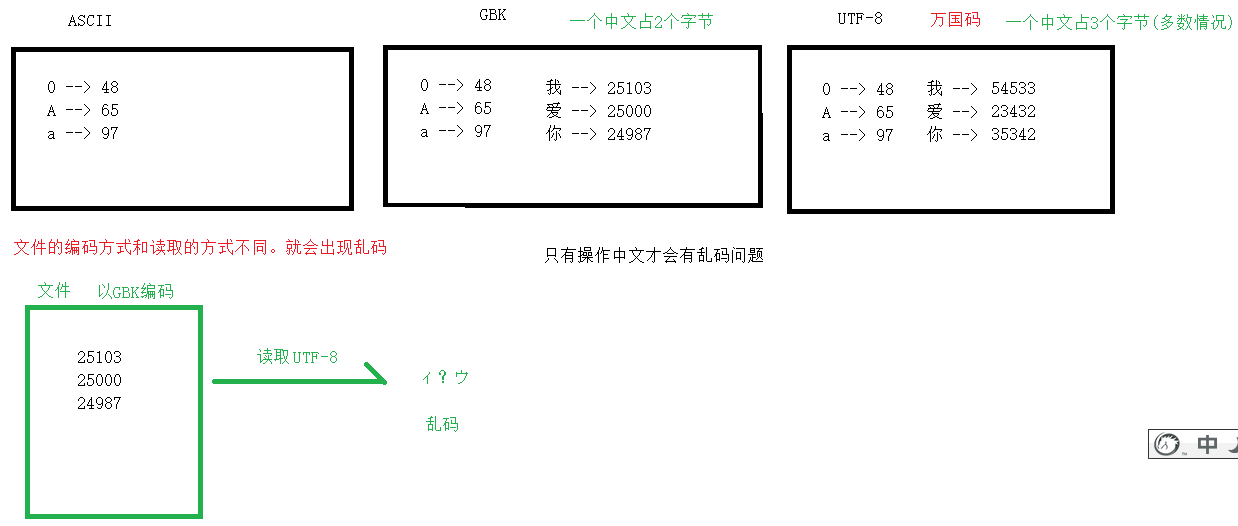 ASCII
GBK
一个中文占2个字节
UTF-8
万国码
一个中文占3个字节(多数情况)
0 --> 48
A --> 65
a --> 97
0 --> 48
A --> 65
a --> 97
我 --> 25103
爱 --> 25000
你 --> 24987
0 --> 48
A --> 65
a --> 97
我 --> 54533
爱 --> 23432
你 --> 35342
文件的编码方式和读取的方式不同。就会出现乱码
只有操作中文才会有乱码问题
文件 以GBK编码
25103
25000
24987
读取UTF-8
ィ？ウ
乱码
中